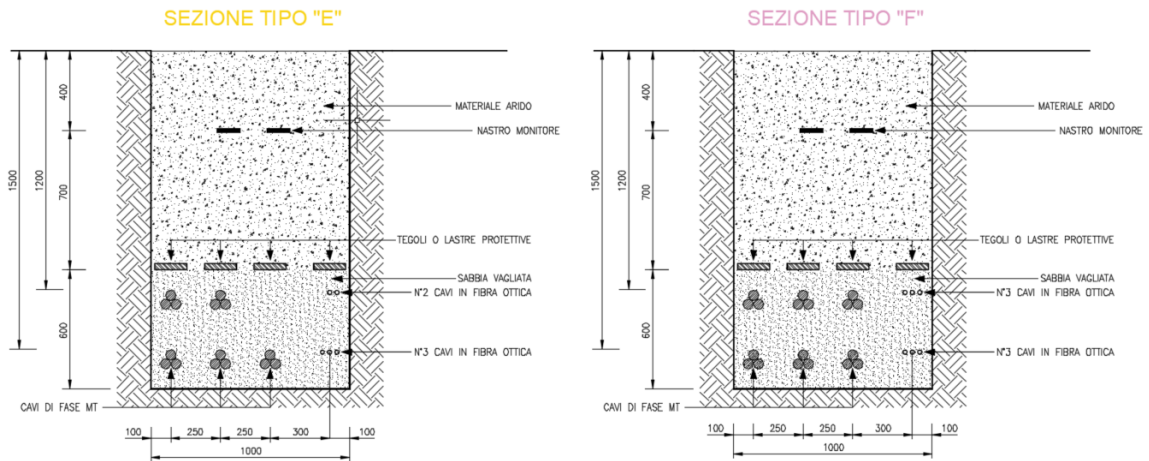 SEZIONE TIPO "E"
1500
1200
400
700
600
MATERIALE ARIDO
NASTRO MONITORE
TEGOLI O LASTRE PROTETTIVE
SABBIA VAGLIATA
N°2 CAVI IN FIBRA OTTICA
N°3 CAVI IN FIBRA OTTICA
CAVI DI FASE MT
100 250 250 300 100
1000
SEZIONE TIPO "F"
1500
1200
400
700
600
MATERIALE ARIDO
NASTRO MONITORE
TEGOLI O LASTRE PROTETTIVE
SABBIA VAGLIATA
N°3 CAVI IN FIBRA OTTICA
N°3 CAVI IN FIBRA OTTICA
CAVI DI FASE MT
100 250 250 300 100
1000